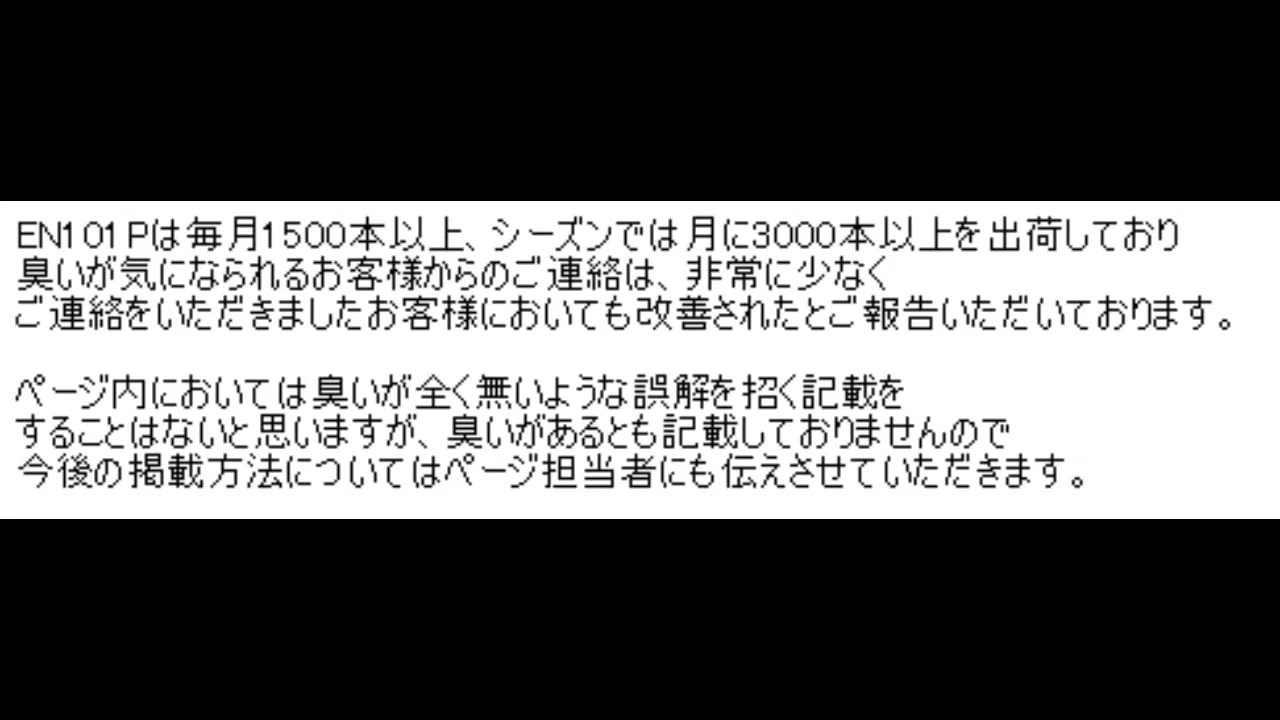 EN101Pは毎月1500本以上、シーズンでは月に3000本以上を出荷しており
臭いが気になられるお客様からのご連絡は、非常に少なく
ご連絡をいただきましたお客様においても改善されたとご報告いただいております。
ページ内においては臭いが全く無いような誤解を招く記載を
することはないと思いますが、臭いがあるとも記載しておりませんので
今後の掲載方法についてはページ担当者にも伝えさせていただきます。